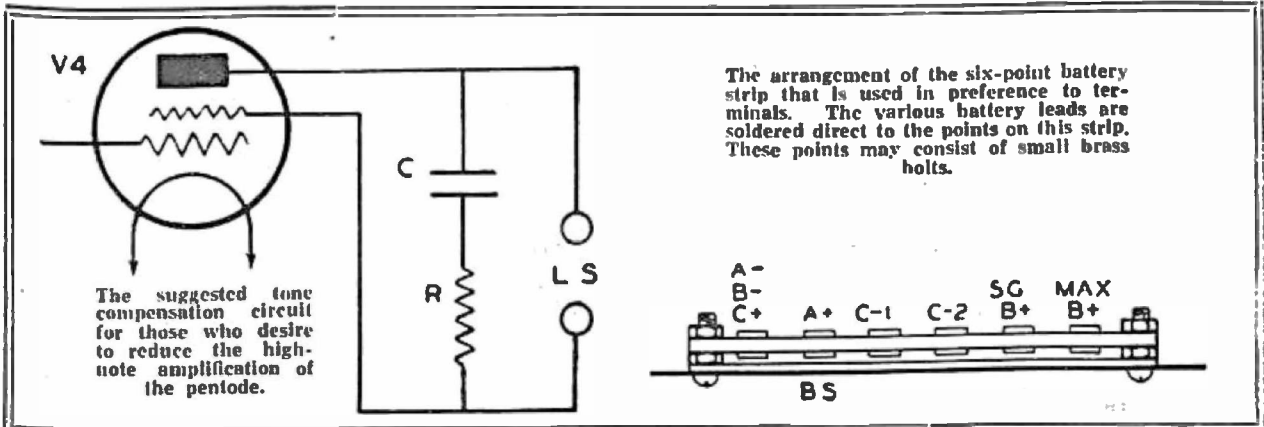 V4
The suggested tone
compensation circuit
for those who desire
to reduce the high-
note amplification of
the pentode.
C
R
L S
The arrangement of the six-point battery
strip that is used in preference to ter-
minals. The various battery leads are
soldered direct to the points on this strip.
These points may consist of small brass
bolts.
A-
B-
C+
A+
C-1
C-2
SG
B+
MAX
B+
BS